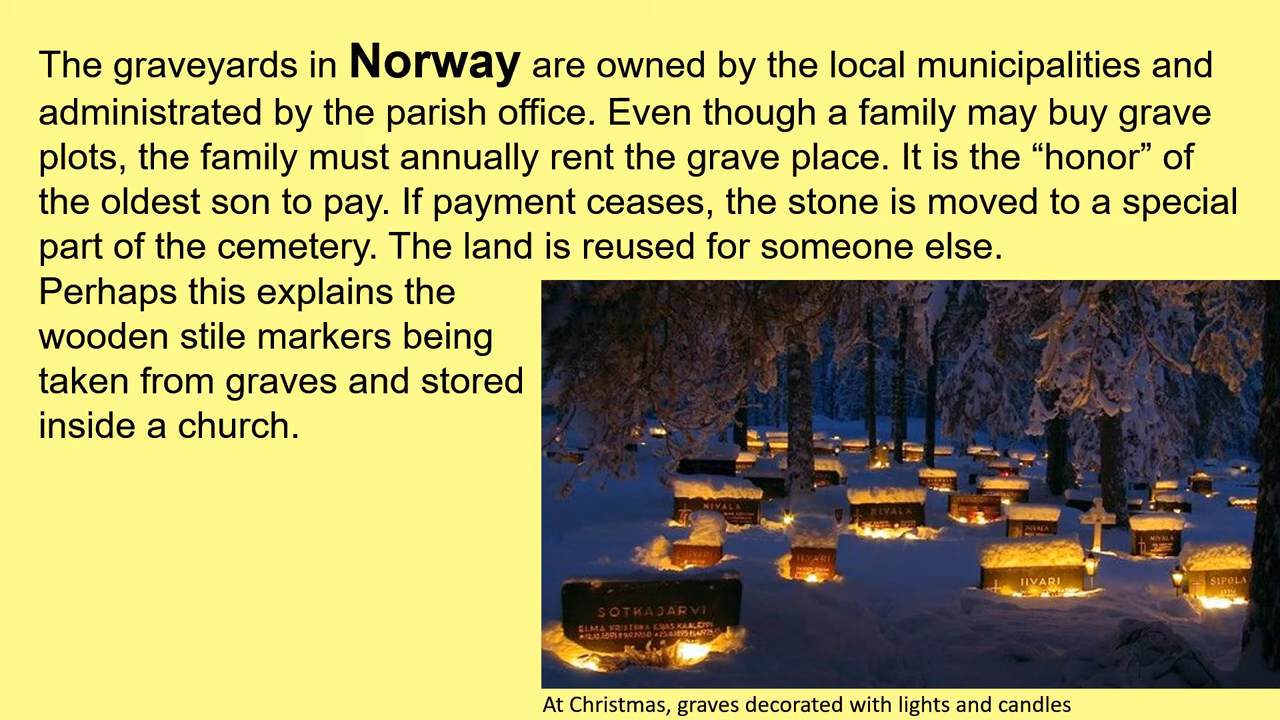 The graveyards in Norway are owned by the local municipalities and
administrated by the parish office. Even though a family may buy grave
plots, the family must annually rent the grave place. It is the “honor” of
the oldest son to pay. If payment ceases, the stone is moved to a special
part of the cemetery. The land is reused for someone else.
Perhaps this explains the
wooden stile markers being
taken from graves and stored
inside a church.
NIVALA
NIVALA
NIVALA
IIVARI
SIPOLA
SOTKAJARVI
At Christmas, graves decorated with lights and candles